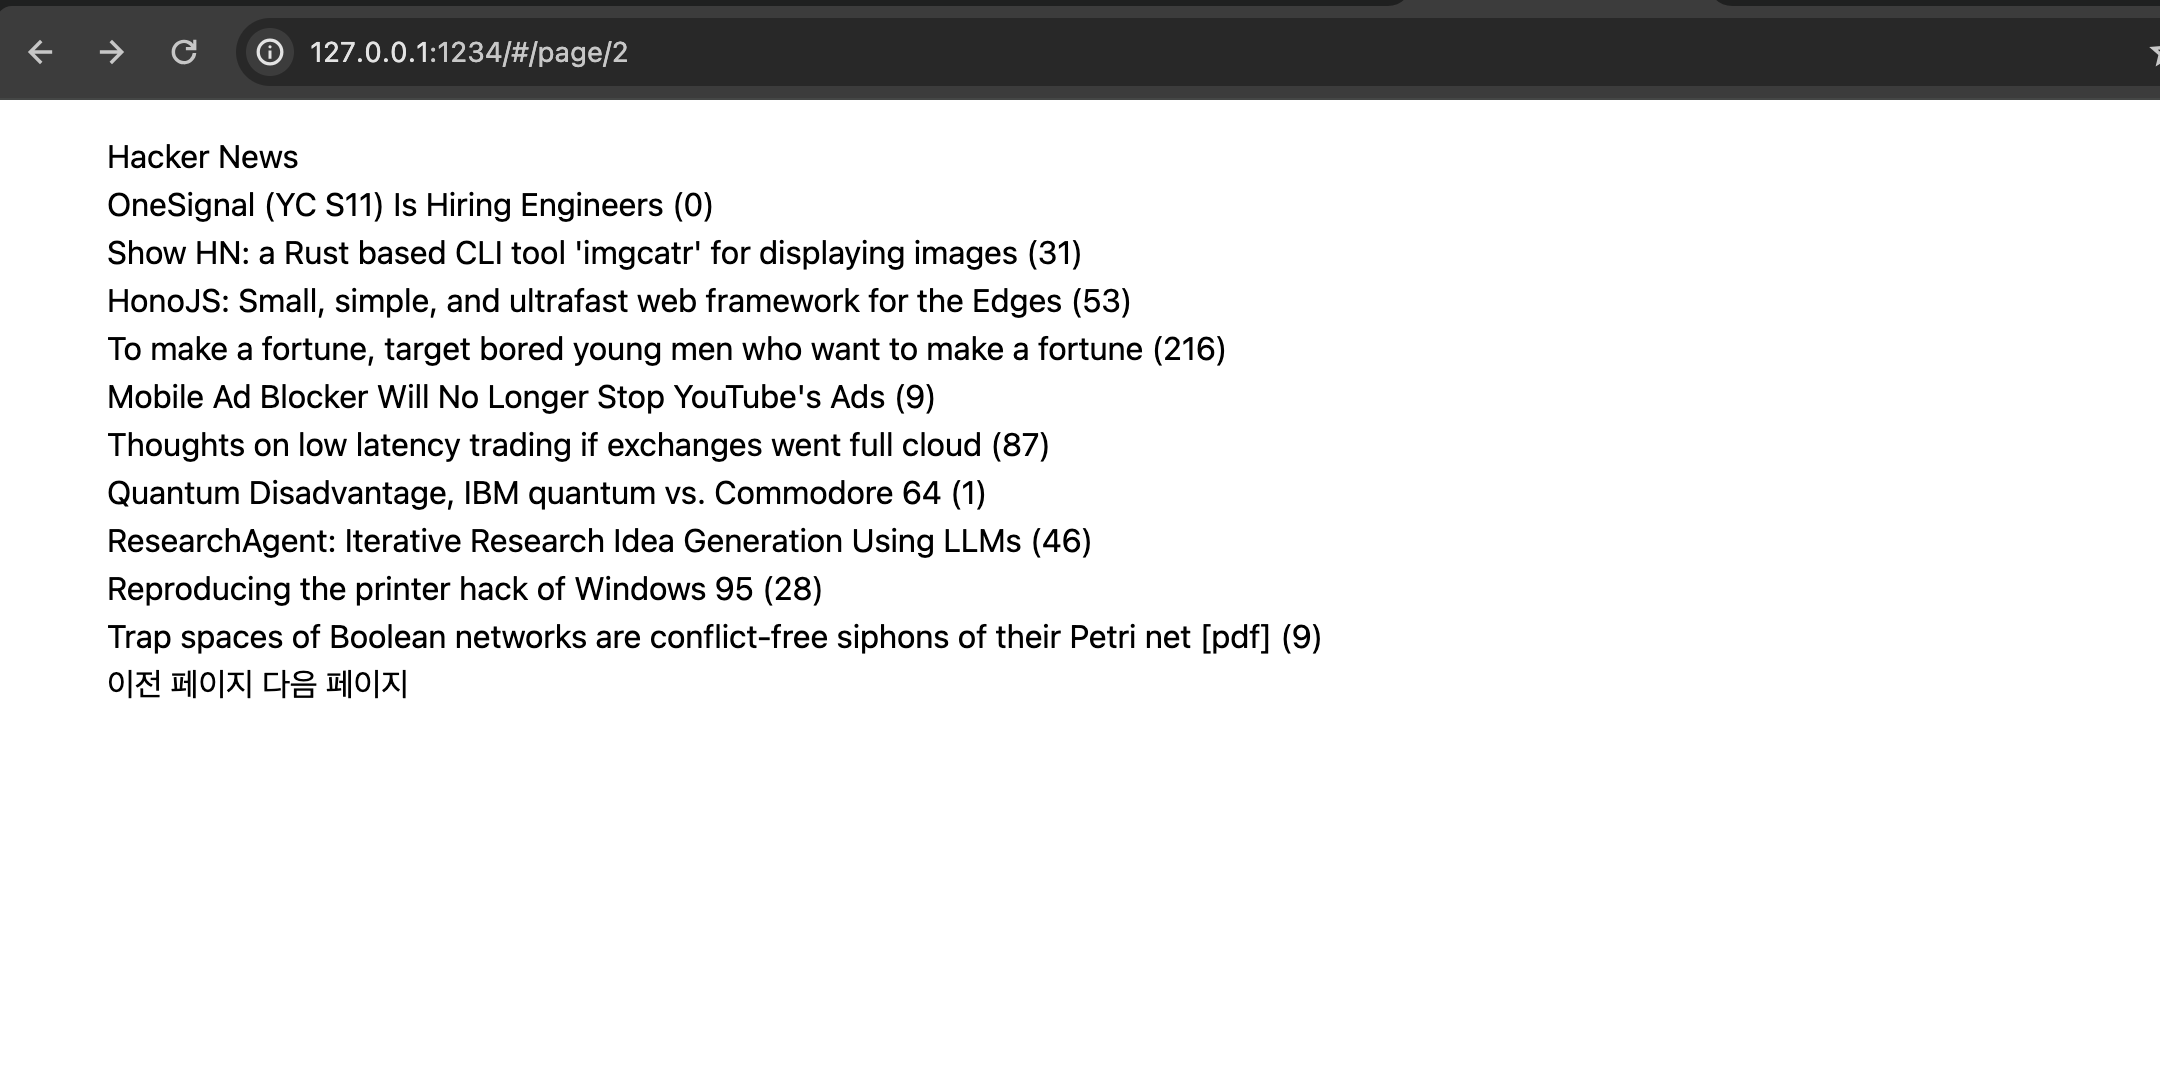 127.0.0.1:1234/#/page/2
Hacker News
OneSignal (YC S11) Is Hiring Engineers (0)
Show HN: a Rust based CLI tool 'imgcatr' for displaying images (31)
HonoJS: Small, simple, and ultrafast web framework for the Edges (53)
To make a fortune, target bored young men who want to make a fortune (216)
Mobile Ad Blocker Will No Longer Stop YouTube's Ads (9)
Thoughts on low latency trading if exchanges went full cloud (87)
Quantum Disadvantage, IBM quantum vs. Commodore 64 (1)
ResearchAgent: Iterative Research Idea Generation Using LLMs (46)
Reproducing the printer hack of Windows 95 (28)
Trap spaces of Boolean networks are conflict-free siphons of their Petri net [pdf] (9)
이전 페이지 다음 페이지